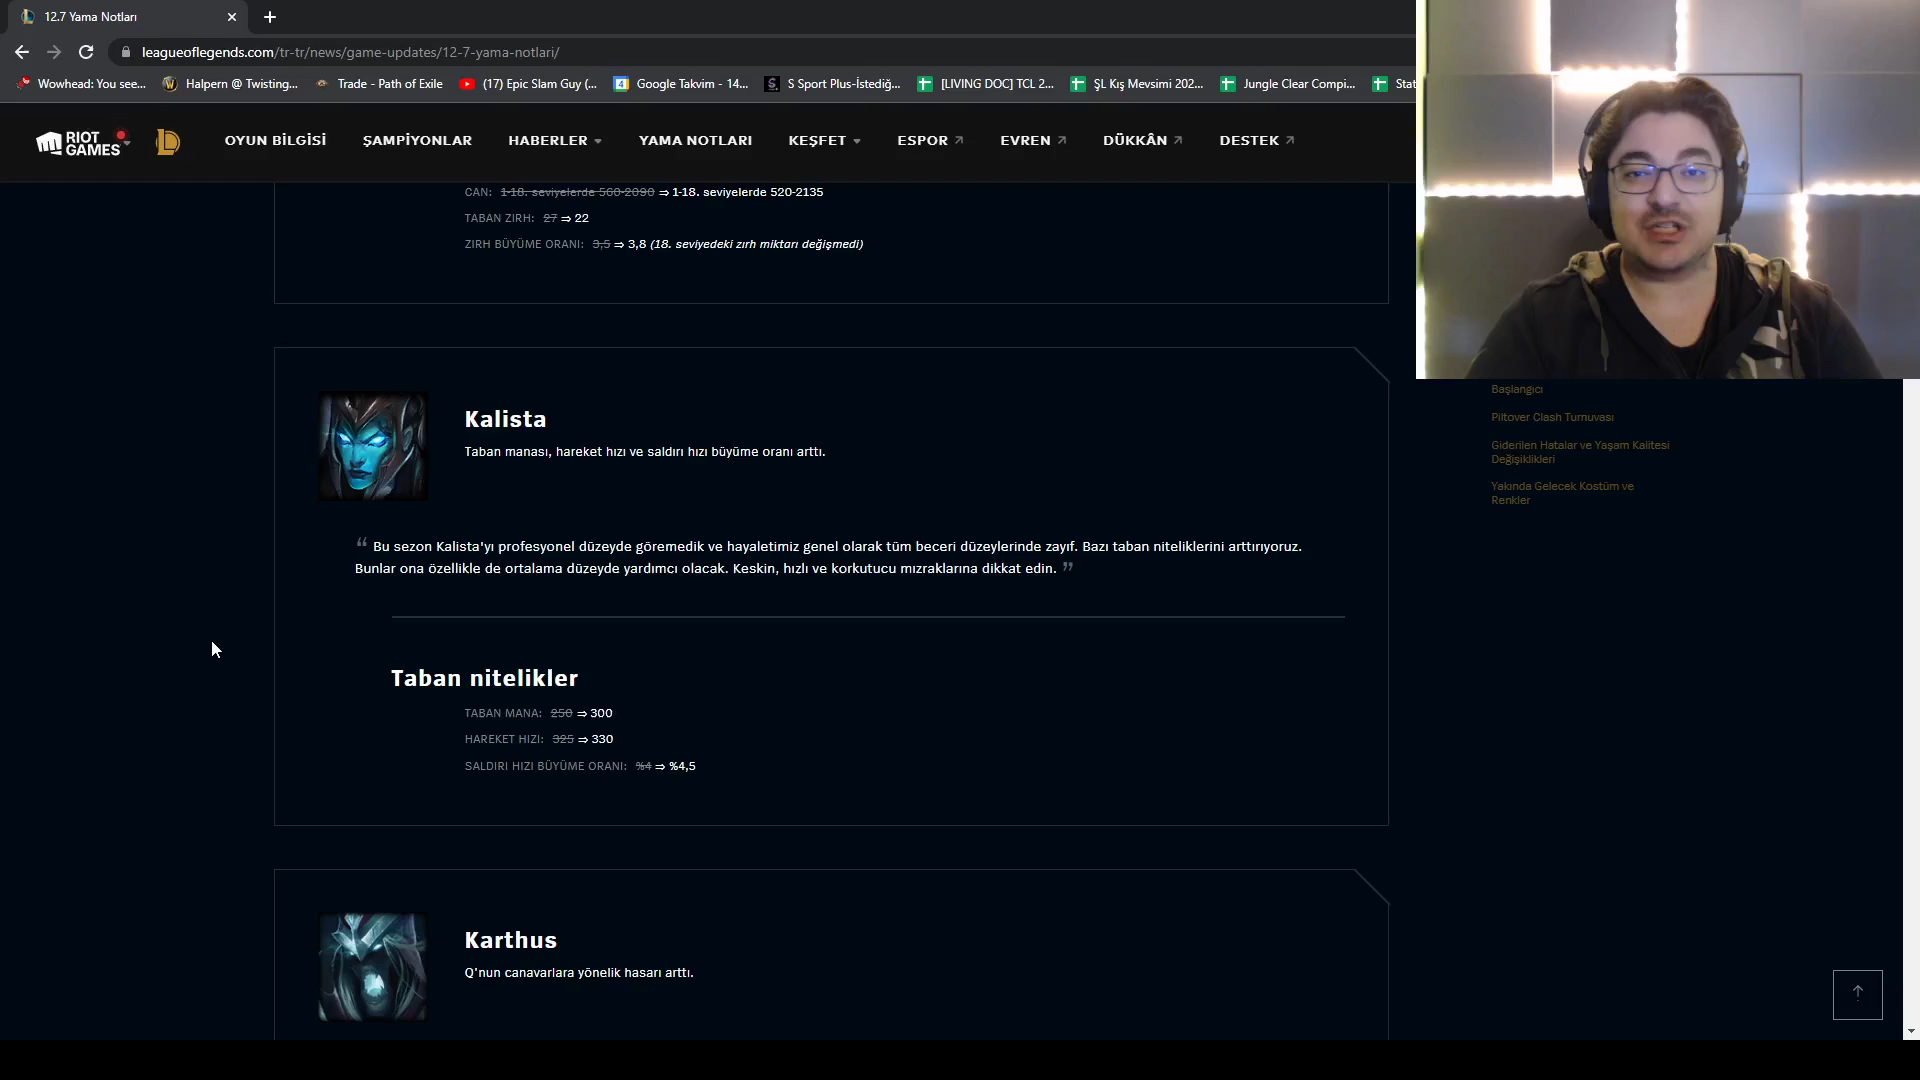 12.7 Yama Notları
leagueoflegends.com/tr-tr/news/game-updates/12-7-yama-notlari/
Wowhead: You see... Halpern @ Twisting... Trade - Path of Exile (17) Epic Slam Guy (... Google Takvim - 14... S Sport Plus-İstediğ... [LIVING DOC] TCL 2... ŞL Kış Mevsimi 202... Jungle Clear Compi... Stat
RIOT GAMES OYUN BİLGİSİ ŞAMPİYONLAR HABERLER YAMA NOTLARI KEŞFET ESPOR EVREN DÜKKÂN DESTEK
CAN: 1-18. seviyelerde 560-2090 ⇒ 1-18. seviyelerde 520-2135
TABAN ZIRH: 27 ⇒ 22
ZIRH BÜYÜME ORANI: 3,5 ⇒ 3,8 (18. seviyedeki zırh miktarı değişmedi)
Kalista
Taban manası, hareket hızı ve saldırı hızı büyüme oranı arttı.
“ Bu sezon Kalista'yı profesyonel düzeyde göremedik ve hayaletimiz genel olarak tüm beceri düzeylerinde zayıf. Bazı taban niteliklerini arttırıyoruz.
Bunlar ona özellikle de ortalama düzeyde yardımcı olacak. Keskin, hızlı ve korkutucu mızraklarına dikkat edin. ”
Taban nitelikler
TABAN MANA: 250 ⇒ 300
HAREKET HIZI: 325 ⇒ 330
SALDIRI HIZI BÜYÜME ORANI: %4 ⇒ %4,5
Karthus
Q'nun canavarlara yönelik hasarı arttı.
Başlangıcı
Piltover Clash Turnuvası
Giderilen Hatalar ve Yaşam Kalitesi
Değişiklikleri
Yakında Gelecek Kostüm ve
Renkler